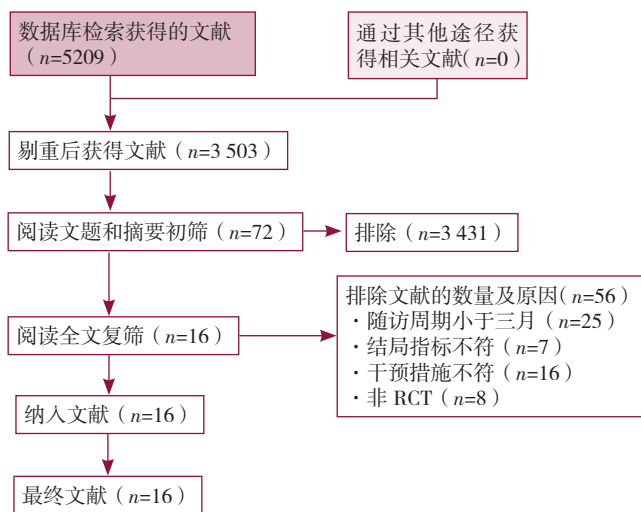 数据库检索获得的文献
（n=5209）
通过其他途径获
得相关文献（n=0）
剔重后获得文献（n=3 503）
阅读文题和摘要初筛（n=72）
排除（n=3 431）
阅读全文复筛（n=16）
排除文献的数量及原因（n=56）
·随访周期小于三月（n=25）
·结局指标不符（n=7）
·干预措施不符（n=16）
·非 RCT（n=8）
纳入文献（n=16）
最终文献（n=16）